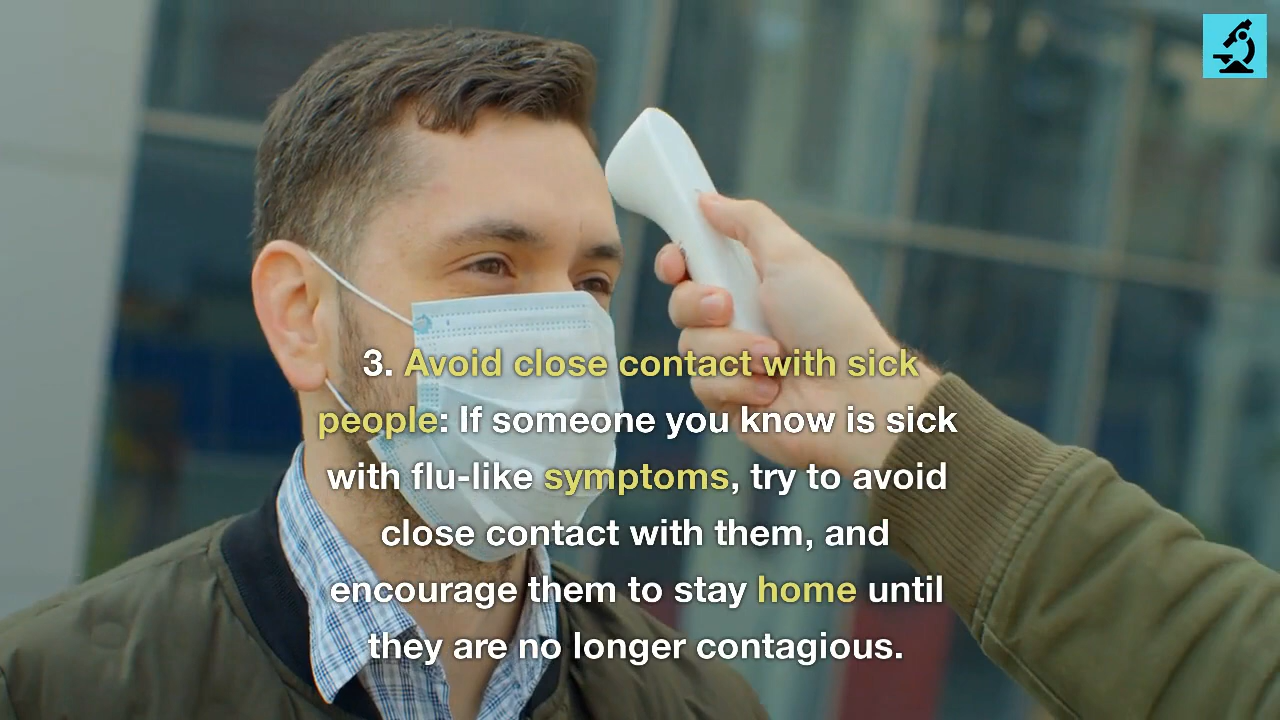 3. Avoid close contact with sick
people: If someone you know is sick
with flu-like symptoms, try to avoid
close contact with them, and
encourage them to stay home until
they are no longer contagious.